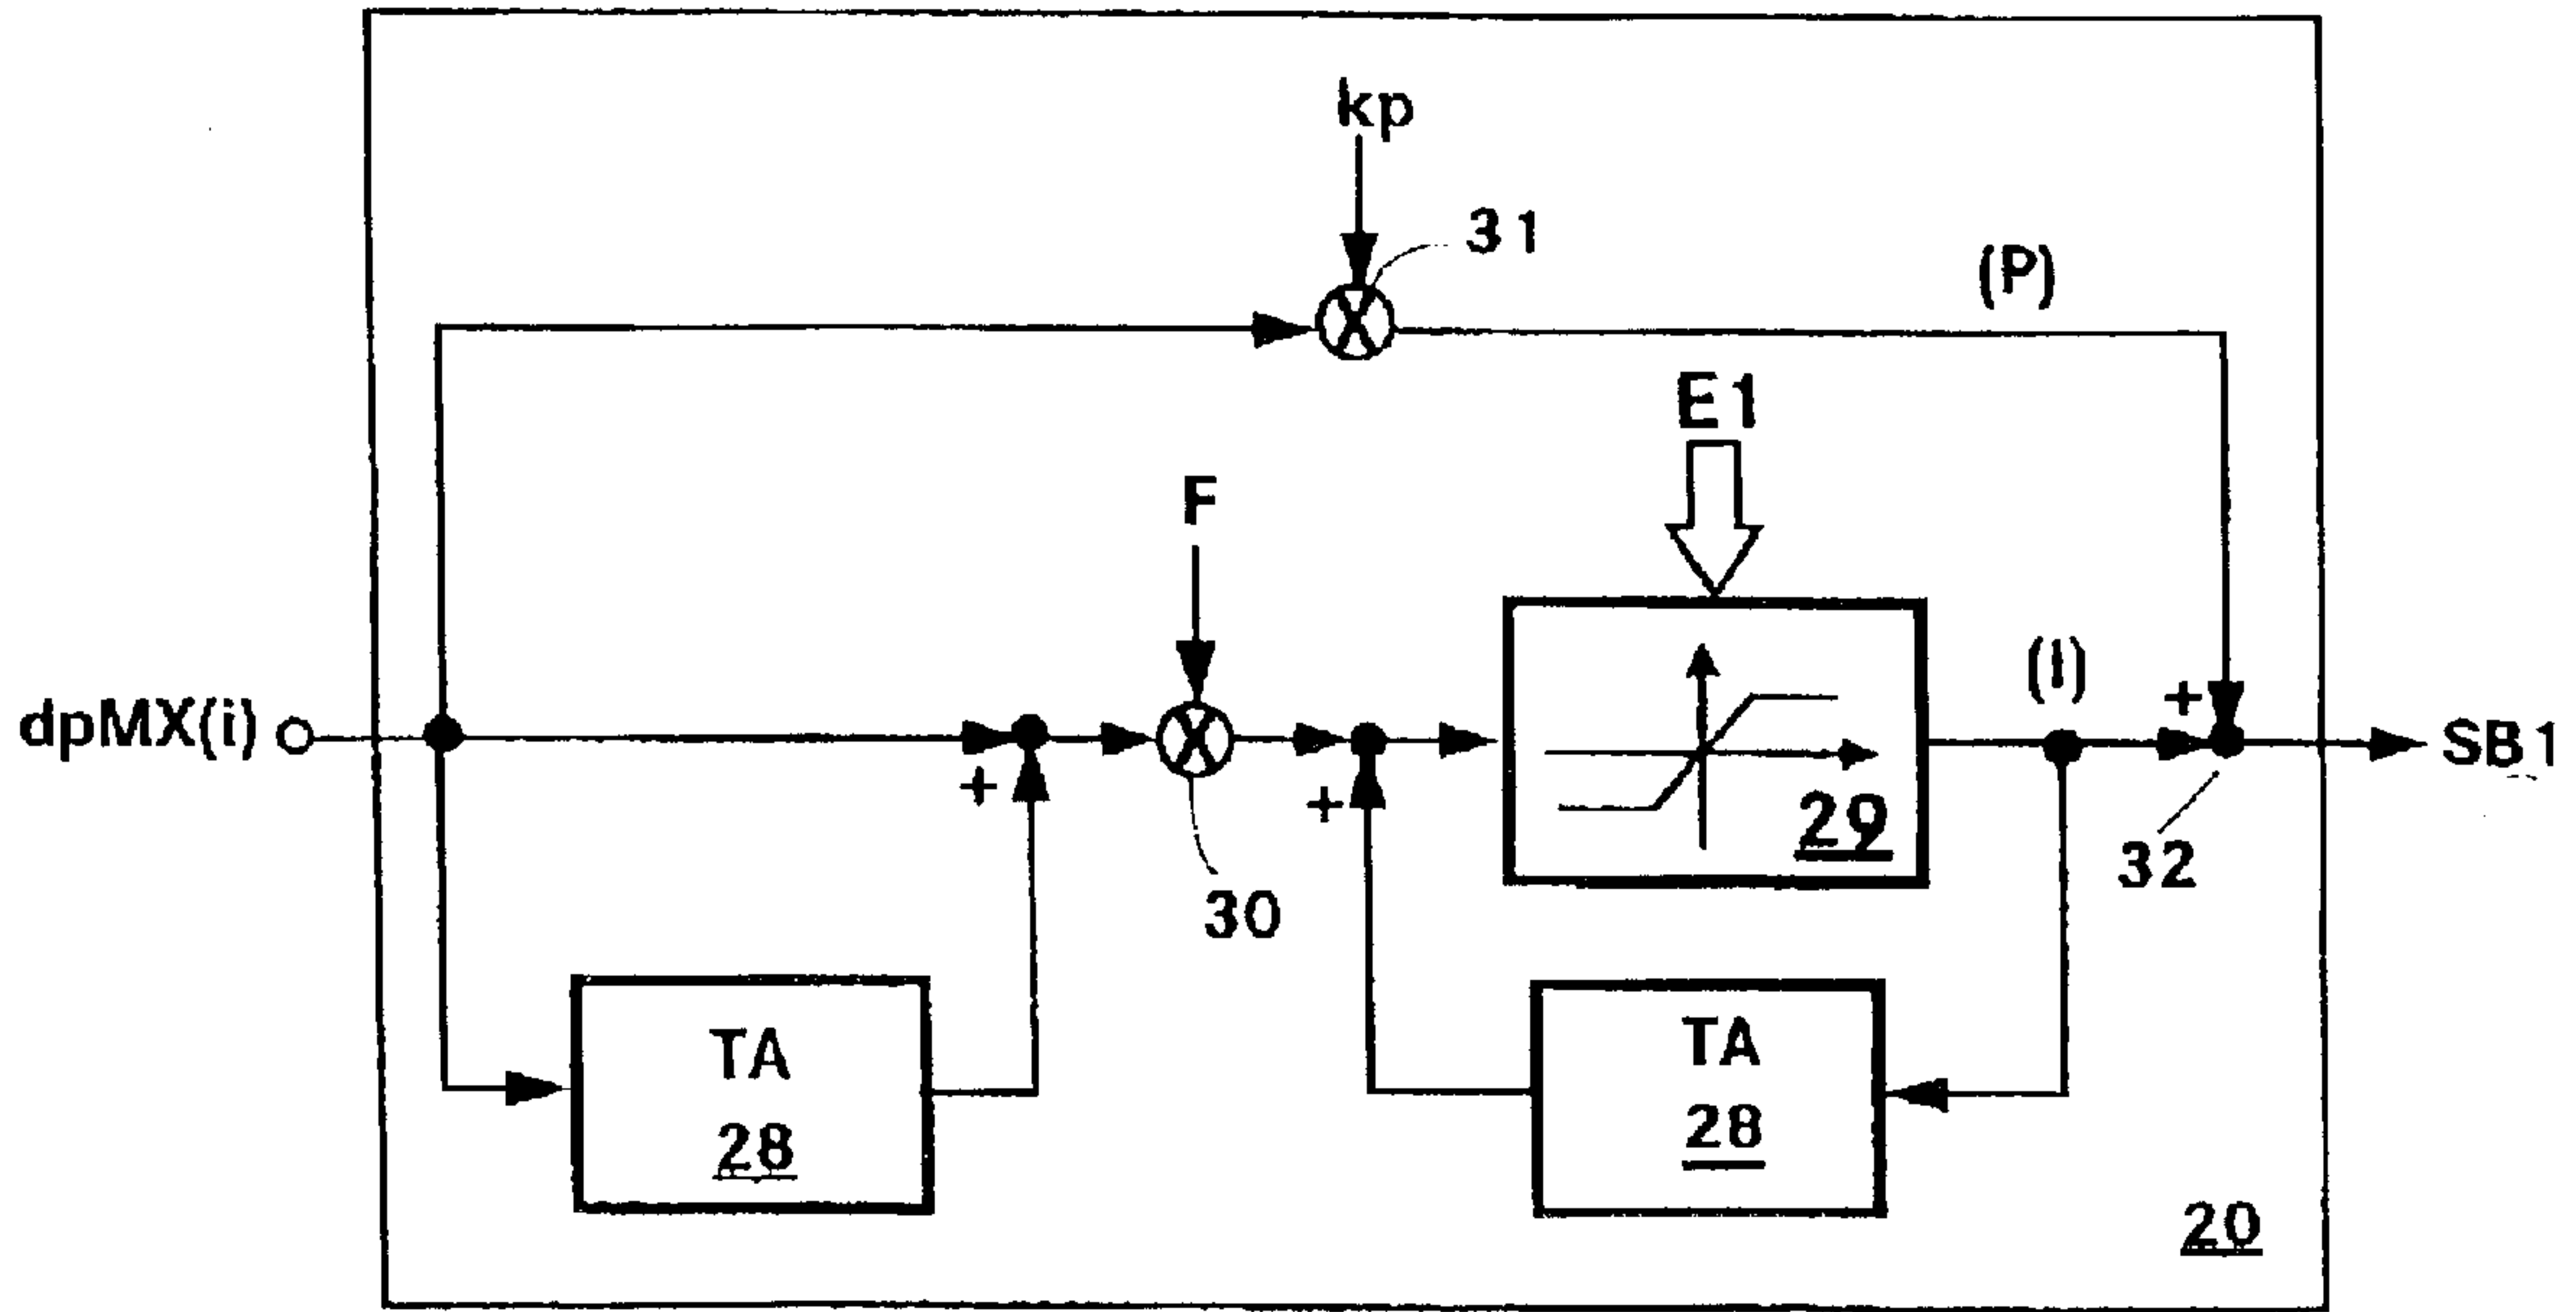 kp
31
(P)
E1
F
(I)
+
dpMX(i)
SB1
+
+
29
32
30
TA
28
TA
28
20